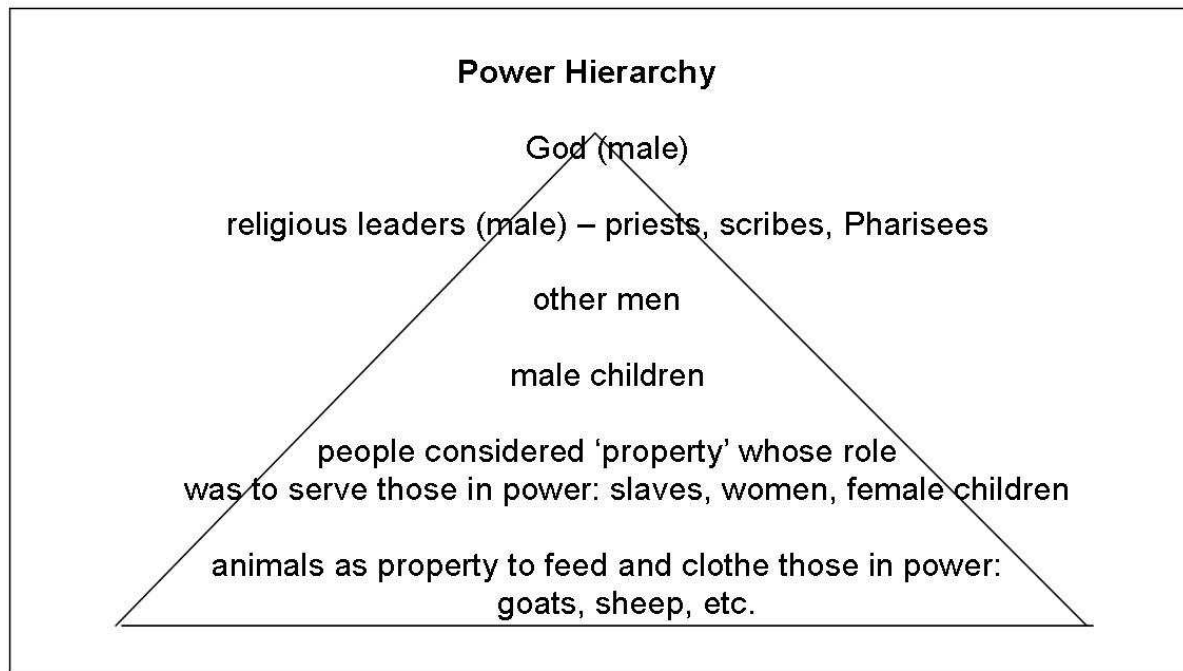 Power Hierarchy
God (male)
religious leaders (male) – priests, scribes, Pharisees
other men
male children
people considered ‘property’ whose role
was to serve those in power: slaves, women, female children
animals as property to feed and clothe those in power:
goats, sheep, etc.